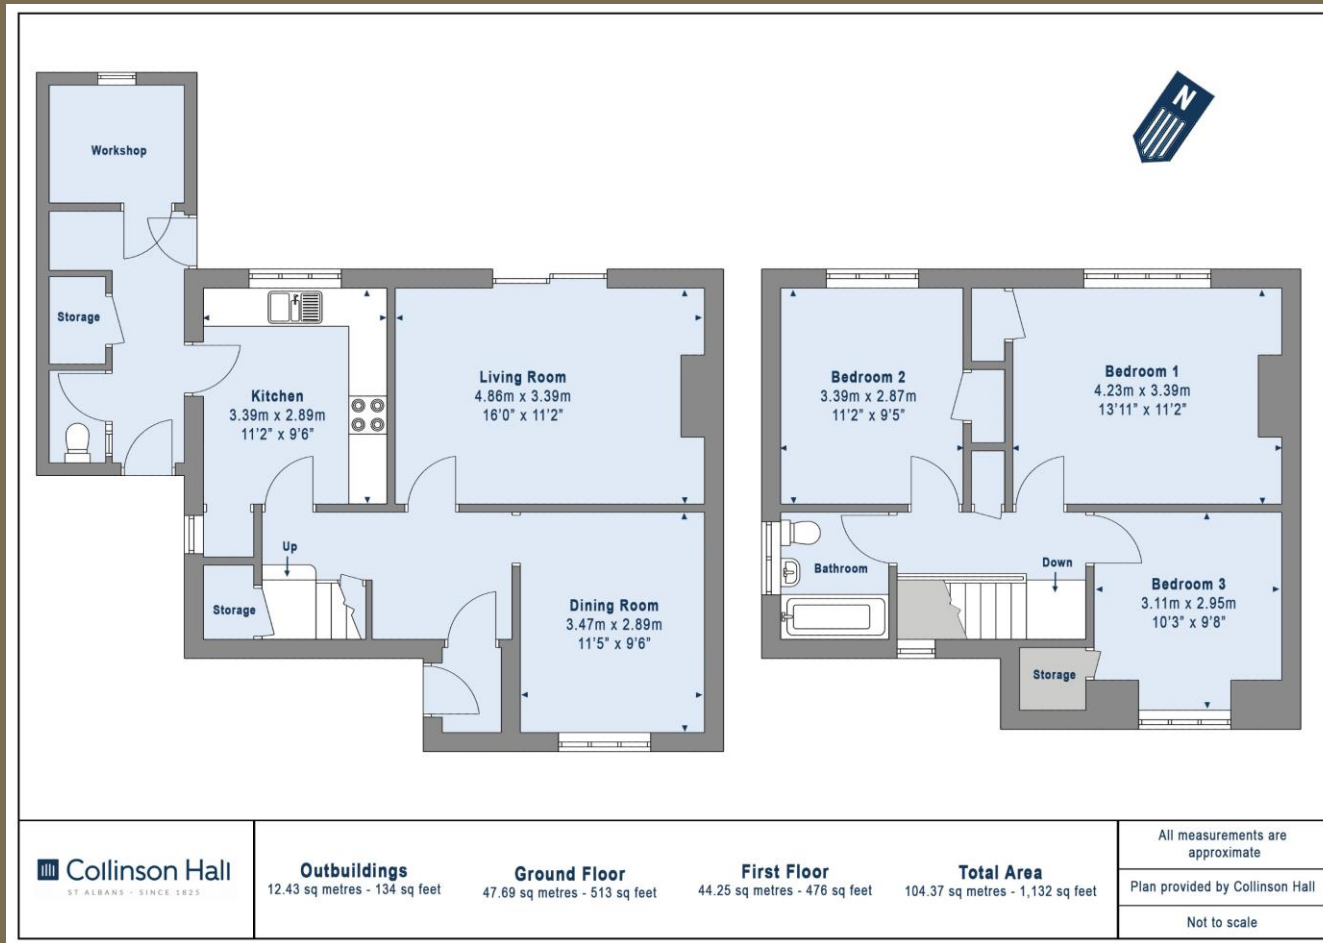 N
Workshop
Storage
Kitchen
3.39m x 2.89m
11'2" x 9'6"
Living Room
4.86m x 3.39m
16'0" x 11'2"
Up
Storage
Dining Room
3.47m x 2.89m
11'5" x 9'6"
Bedroom 2
3.39m x 2.87m
11'2" x 9'5"
Bedroom 1
4.23m x 3.39m
13'11" x 11'2"
Bathroom
Down
Bedroom 3
3.11m x 2.95m
10'3" x 9'8"
Storage
Collinson Hall
ST ALBANS - SINCE 1825
Outbuildings
12.43 sq metres - 134 sq feet
Ground Floor
47.69 sq metres - 513 sq feet
First Floor
44.25 sq metres - 476 sq feet
Total Area
104.37 sq metres - 1,132 sq feet
All measurements are
approximate
Plan provided by Collinson Hall
Not to scale